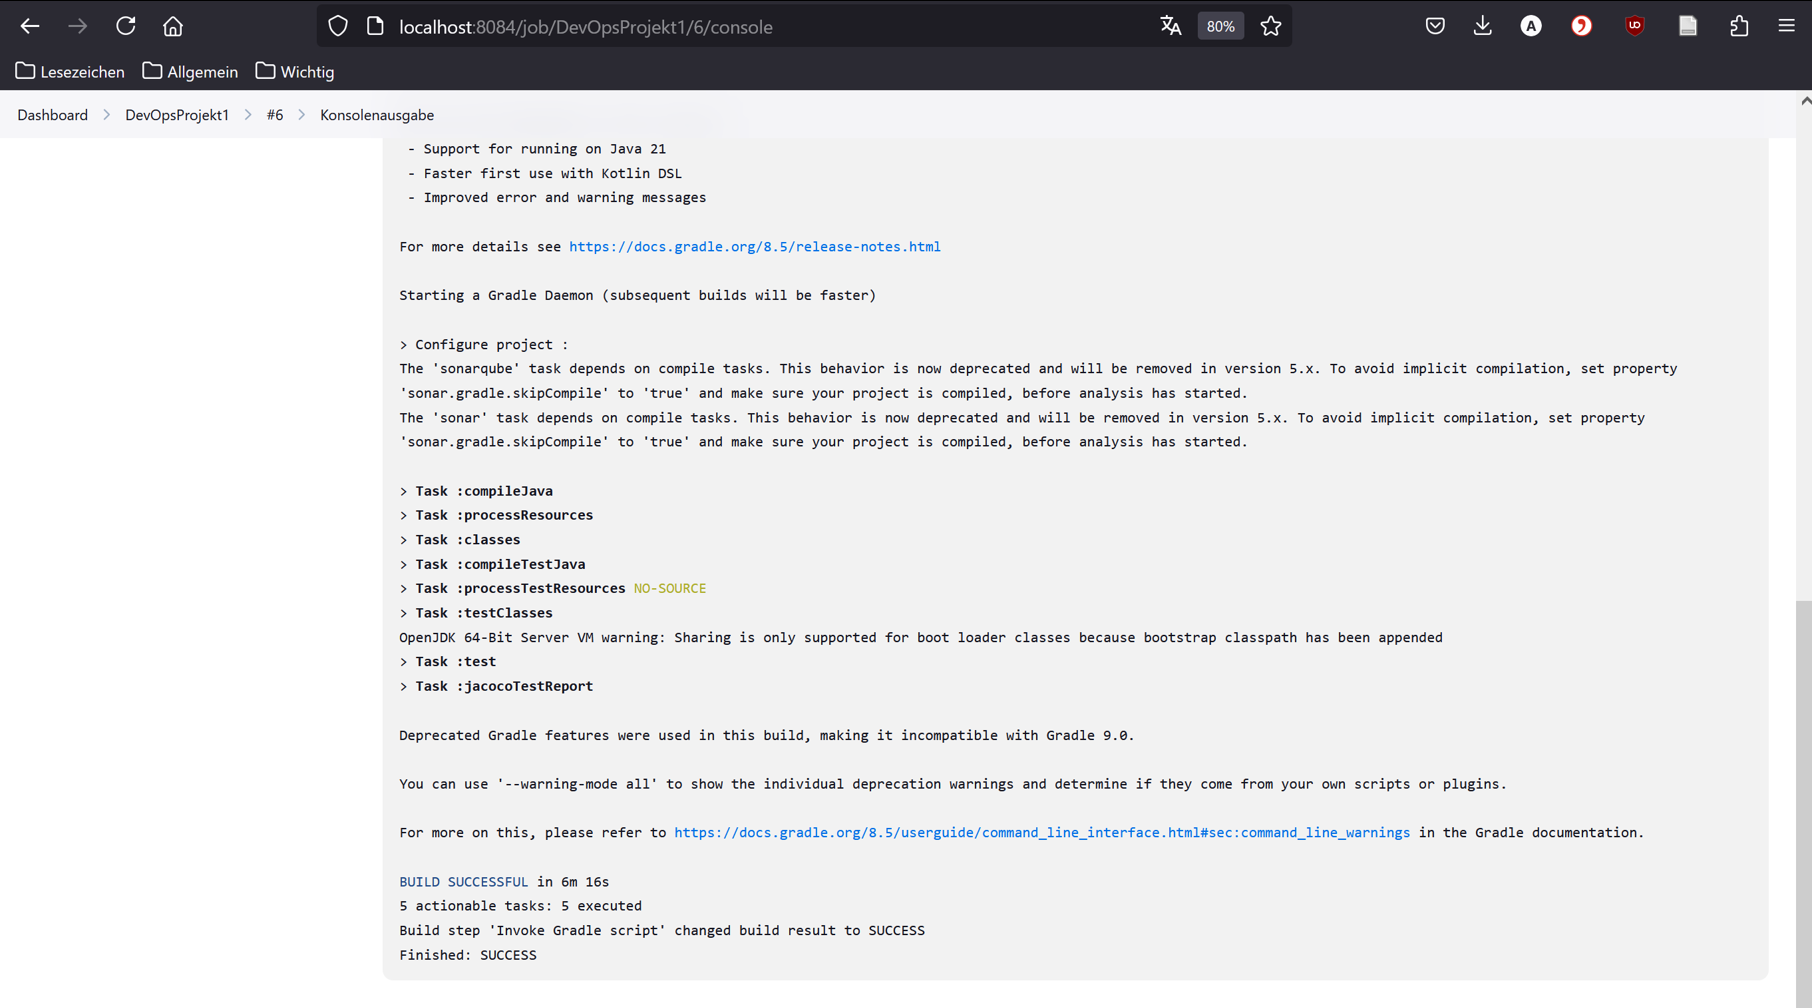 localhost:8084/job/DevOpsProjekt1/6/console
80%
Lesezeichen Allgemein Wichtig
Dashboard > DevOpsProjekt1 > #6 > Konsolenausgabe
- Support for running on Java 21
- Faster first use with Kotlin DSL
- Improved error and warning messages
For more details see https://docs.gradle.org/8.5/release-notes.html
Starting a Gradle Daemon (subsequent builds will be faster)
> Configure project :
The 'sonarqube' task depends on compile tasks. This behavior is now deprecated and will be removed in version 5.x. To avoid implicit compilation, set property
'sonar.gradle.skipCompile' to 'true' and make sure your project is compiled, before analysis has started.
The 'sonar' task depends on compile tasks. This behavior is now deprecated and will be removed in version 5.x. To avoid implicit compilation, set property
'sonar.gradle.skipCompile' to 'true' and make sure your project is compiled, before analysis has started.
> Task :compileJava
> Task :processResources
> Task :classes
> Task :compileTestJava
> Task :processTestResources NO-SOURCE
> Task :testClasses
OpenJDK 64-Bit Server VM warning: Sharing is only supported for boot loader classes because bootstrap classpath has been appended
> Task :test
> Task :jacocoTestReport
Deprecated Gradle features were used in this build, making it incompatible with Gradle 9.0.
You can use '--warning-mode all' to show the individual deprecation warnings and determine if they come from your own scripts or plugins.
For more on this, please refer to https://docs.gradle.org/8.5/userguide/command_line_interface.html#sec:command_line_warnings in the Gradle documentation.
BUILD SUCCESSFUL in 6m 16s
5 actionable tasks: 5 executed
Build step 'Invoke Gradle script' changed build result to SUCCESS
Finished: SUCCESS